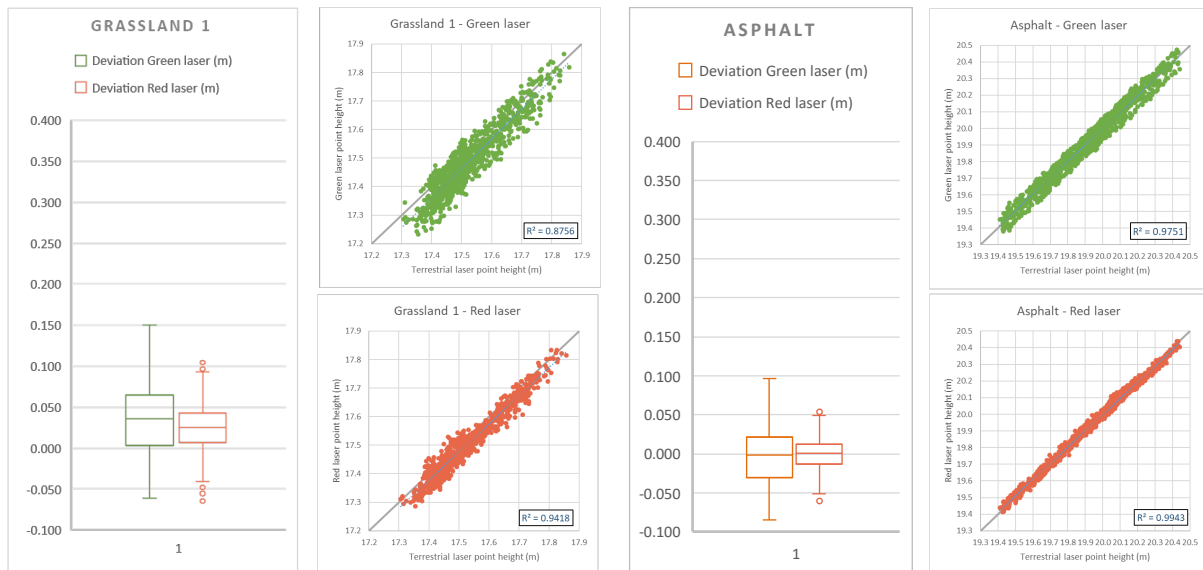 GRASSLAND 1
Deviation Green laser (m)
Deviation Red laser (m)
0.400
0.350
0.300
0.250
0.200
0.150
0.100
0.050
0.000
-0.050
-0.100
1
Grassland 1 - Green laser
Green laser point height (m)
17.9
17.8
17.7
17.6
17.5
17.4
17.3
17.2
R² = 0.8756
17.2 17.3 17.4 17.5 17.6 17.7 17.8 17.9
Terrestrial laser point height (m)
Grassland 1 - Red laser
Red laser point height (m)
17.9
17.8
17.7
17.6
17.5
17.4
17.3
17.2
R² = 0.9418
17.2 17.3 17.4 17.5 17.6 17.7 17.8 17.9
Terrestrial laser point height (m)
ASPHALT
Deviation Green laser (m)
Deviation Red laser (m)
0.400
0.350
0.300
0.250
0.200
0.150
0.100
0.050
0.000
-0.050
-0.100
1
Asphalt - Green laser
Green laser point height (m)
20.5
20.4
20.3
20.2
20.1
20.0
19.9
19.8
19.7
19.6
19.5
19.4
19.3
R² = 0.9751
19.3 19.4 19.5 19.6 19.7 19.8 19.9 20.0 20.1 20.2 20.3 20.4 20.5
Terrestrial laser point height (m)
Asphalt - Red laser
Red laser point height (m)
20.5
20.4
20.3
20.2
20.1
20.0
19.9
19.8
19.7
19.6
19.5
19.4
19.3
R² = 0.9943
19.3 19.4 19.5 19.6 19.7 19.8 19.9 20.0 20.1 20.2 20.3 20.4 20.5
Terrestrial laser point height (m)